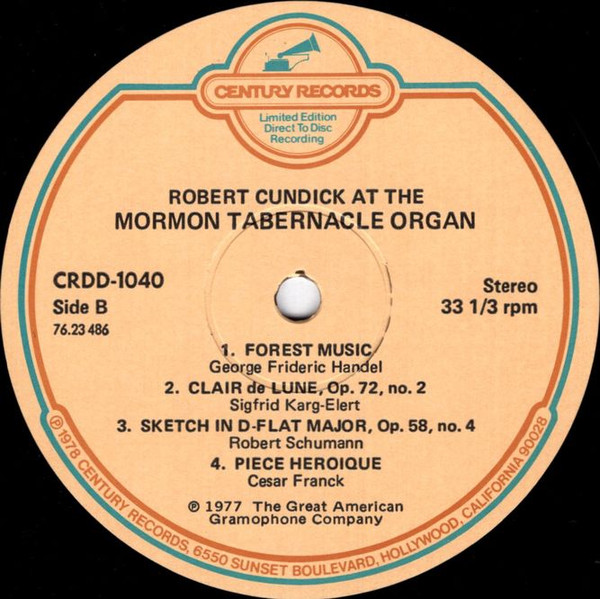 CENTURY RECORDS
Limited Edition
Direct To Disc
Recording
ROBERT CUNDICK AT THE
MORMON TABERNACLE ORGAN
CRDD-1040
Side B
76.23 486
Stereo
33 1/3 rpm
1. FOREST MUSIC
George Frideric Handel
2. CLAIR de LUNE, Op. 72, no. 2
Sigfrid Karg-Elert
3. SKETCH IN D-FLAT MAJOR, Op. 58, no. 4
Robert Schumann
4. PIECE HEROIQUE
Cesar Franck
℗ 1977 The Great American
Gramophone Company
℗ 1978 CENTURY RECORDS, 6550 SUNSET BOULEVARD, HOLLYWOOD, CALIFORNIA 90028